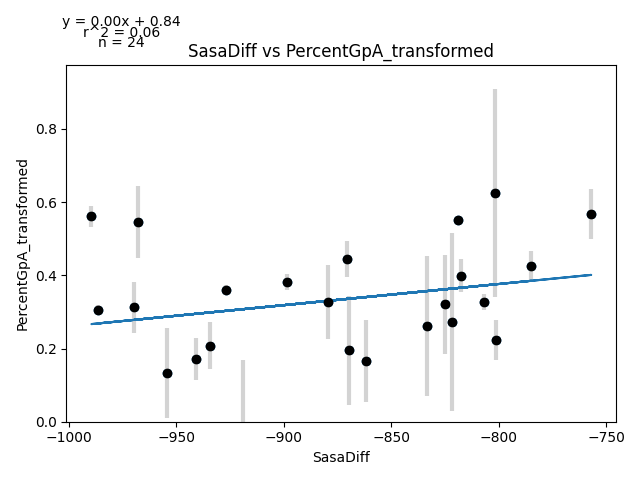 y = 0.00x + 0.84
r^2 = 0.06
n = 24
SasaDiff vs PercentGpA_transformed
PercentGpA_transformed
0.8
0.6
0.4
0.2
0.0
−1000 −950 −900 −850 −800 −750
SasaDiff